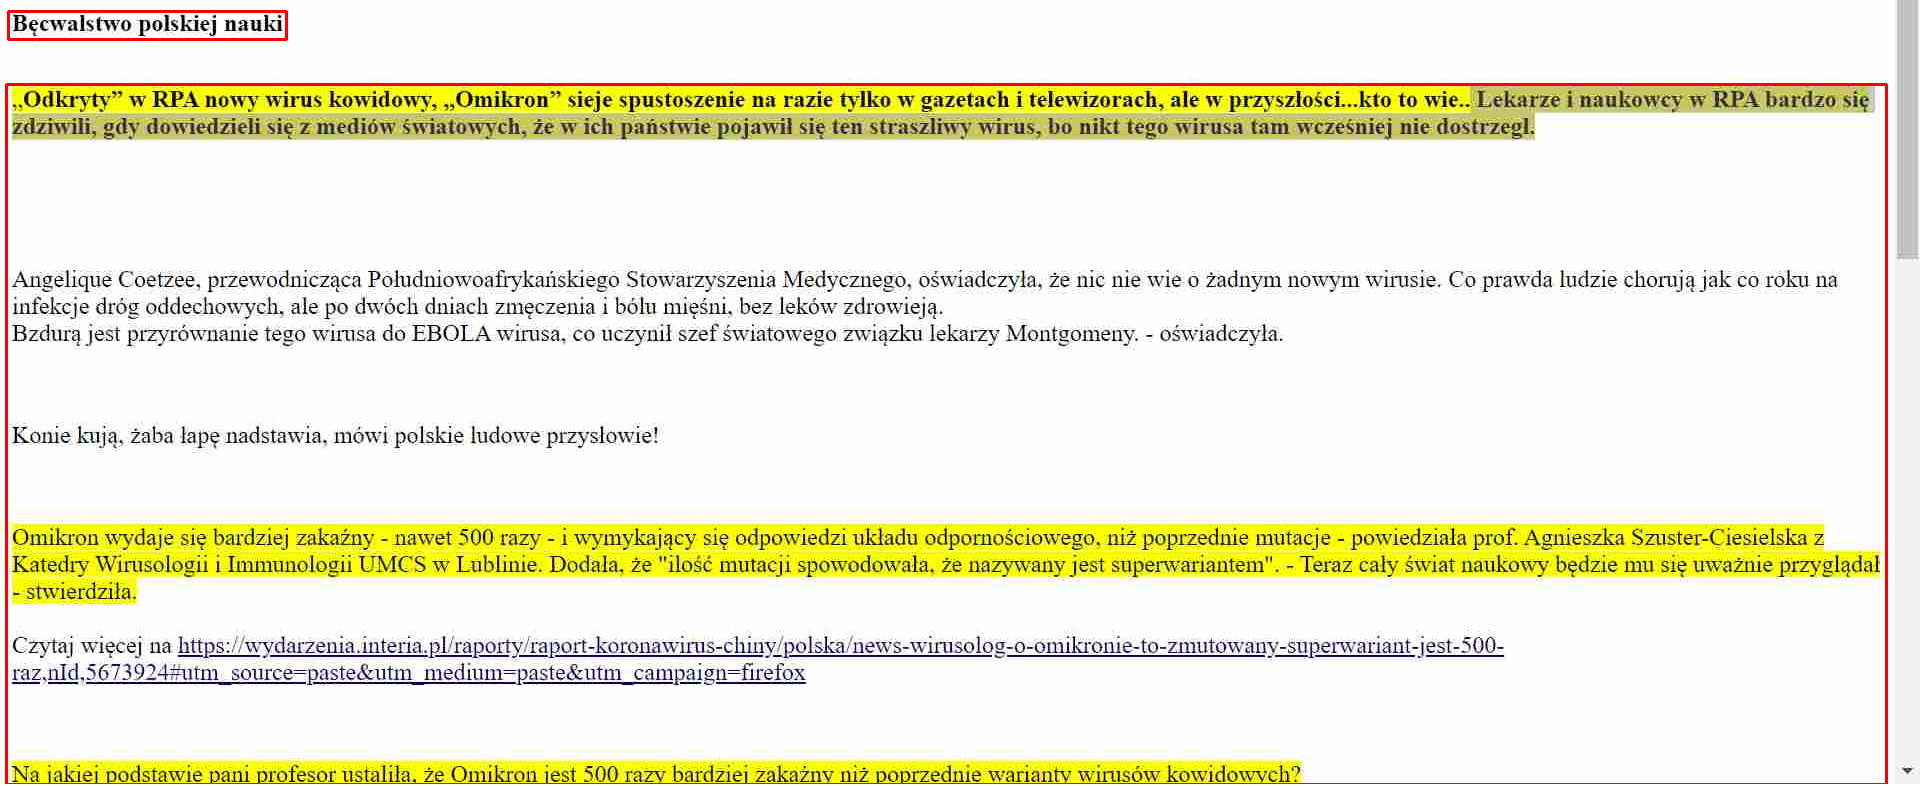 Bęcwalstwo polskiej nauki
„Odkryty” w RPA nowy wirus kowidowy, „Omikron” sieje spustoszenie na razie tylko w gazetach i telewizorach, ale w przyszłości...kto to wie.. Lekarze i naukowcy w RPA bardzo się
zdziwili, gdy dowiedzieli się z mediów światowych, że w ich państwie pojawił się ten straszliwy wirus, bo nikt tego wirusa tam wcześniej nie dostrzegl.
Angelique Coetzee, przewodnicząca Południowoafrykańskiego Stowarzyszenia Medycznego, oświadczyła, że nic nie wie o żadnym nowym wirusie. Co prawda ludzie chorują jak co roku na
infekcje dróg oddechowych, ale po dwóch dniach zmęczenia i bólu mięśni, bez leków zdrowieją.
Bzdurą jest przyrównanie tego wirusa do EBOLA wirusa, co uczynił szef światowego związku lekarzy Montgomeny. - oświadczyła.
Konie kują, żaba łapę nadstawia, mówi polskie ludowe przysłowie!
Omikron wydaje się bardziej zakaźny - nawet 500 razy - i wymykający się odpowiedzi układu odpornościowego, niż poprzednie mutacje - powiedziała prof. Agnieszka Szuster-Ciesielska z
Katedry Wirusologii i Immunologii UMCS w Lublinie. Dodała, że "ilość mutacji spowodowała, że nazywany jest superwariantem". - Teraz cały świat naukowy będzie mu się uważnie przyglądał
- stwierdziła.
Czytaj więcej na https://wydarzenia.interia.pl/raporty/raport-koronawirus-chiny/polska/news-wirusolog-o-omikronie-to-zmutowany-superwariant-jest-500-
raz,nId,5673924#utm_source=paste&utm_medium=paste&utm_campaign=firefox
Na jakiej podstawie pani profesor ustaliła, że Omikron jest 500 razy bardziej zakaźny niż poprzednie warianty wirusów kowidowych?